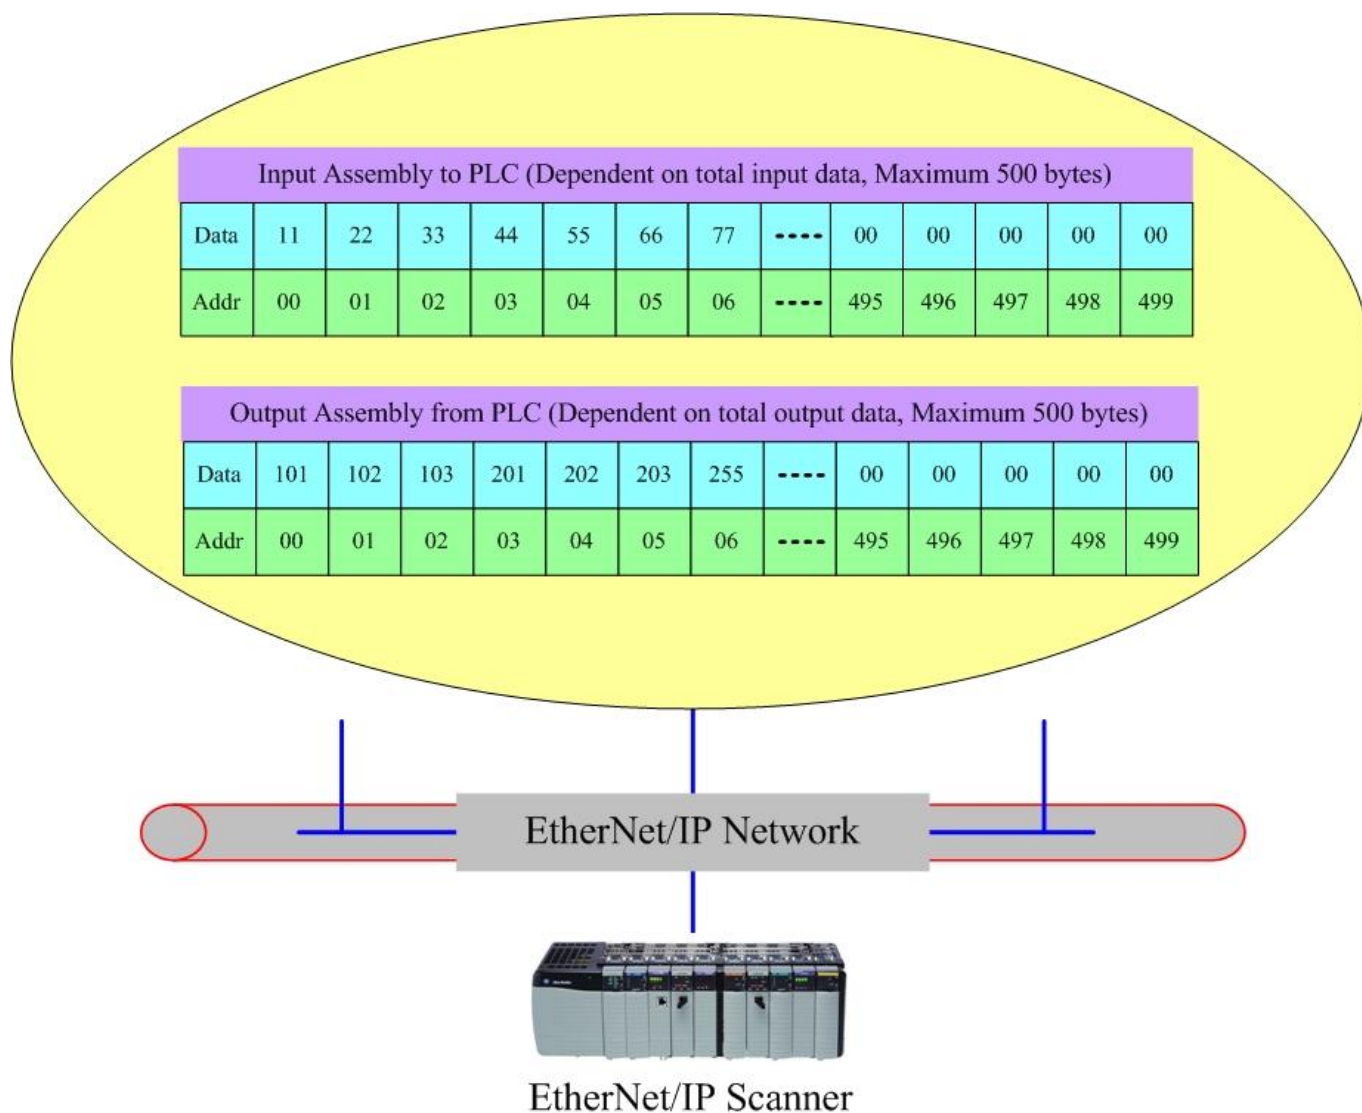 Input Assembly to PLC (Dependent on total input data, Maximum 500 bytes)
Data 11 22 33 44 55 66 77 ---- 00 00 00 00 00
Addr 00 01 02 03 04 05 06 ---- 495 496 497 498 499
Output Assembly from PLC (Dependent on total output data, Maximum 500 bytes)
Data 101 102 103 201 202 203 255 ---- 00 00 00 00 00
Addr 00 01 02 03 04 05 06 ---- 495 496 497 498 499
EtherNet/IP Network
EtherNet/IP Scanner